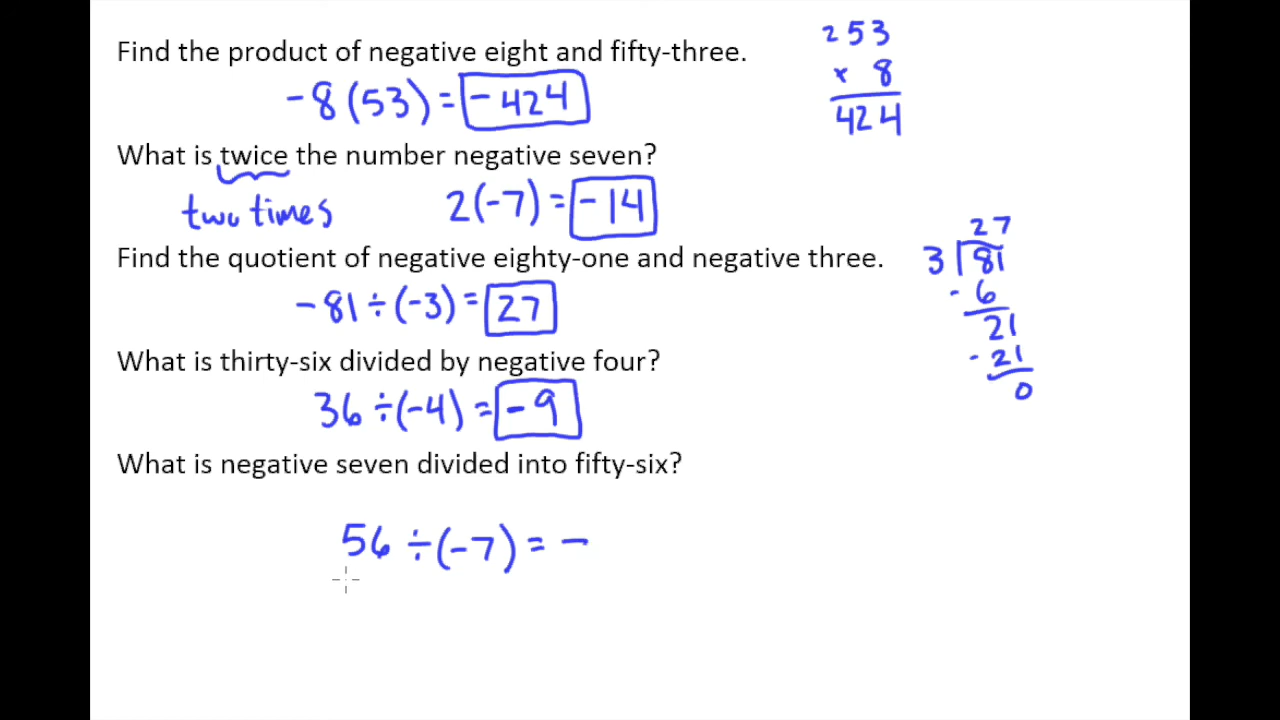 Find the product of negative eight and fifty-three.
-8(53) = -424
253
× 8
424
What is twice the number negative seven?
two times 2(-7) = -14
Find the quotient of negative eighty-one and negative three.
-81 ÷ (-3) = 27
27
3 81
- 6
21
- 21
0
What is thirty-six divided by negative four?
36 ÷ (-4) = -9
What is negative seven divided into fifty-six?
56 ÷ (-7) = -